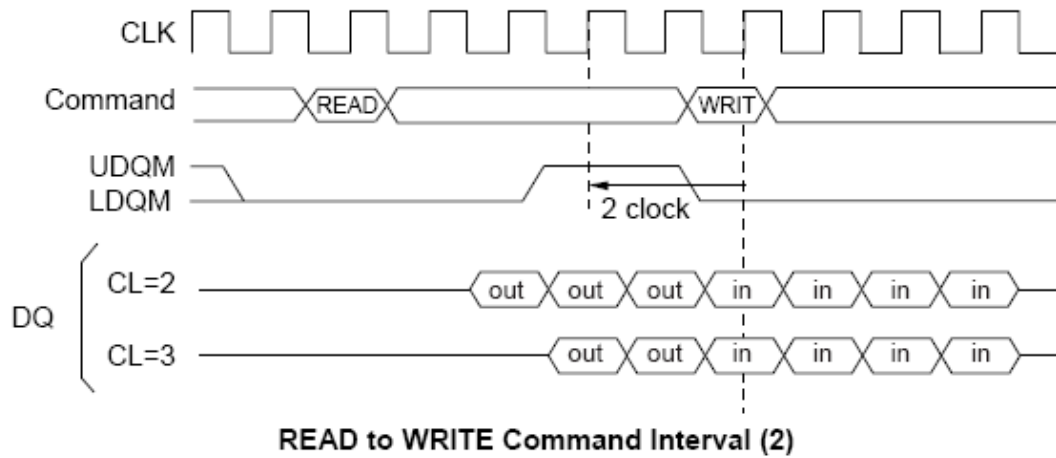 CLK
Command READ WRIT
UDQM
LDQM
2 clock
DQ
CL=2 out out out in in in in
CL=3 out out in in in in
READ to WRITE Command Interval (2)